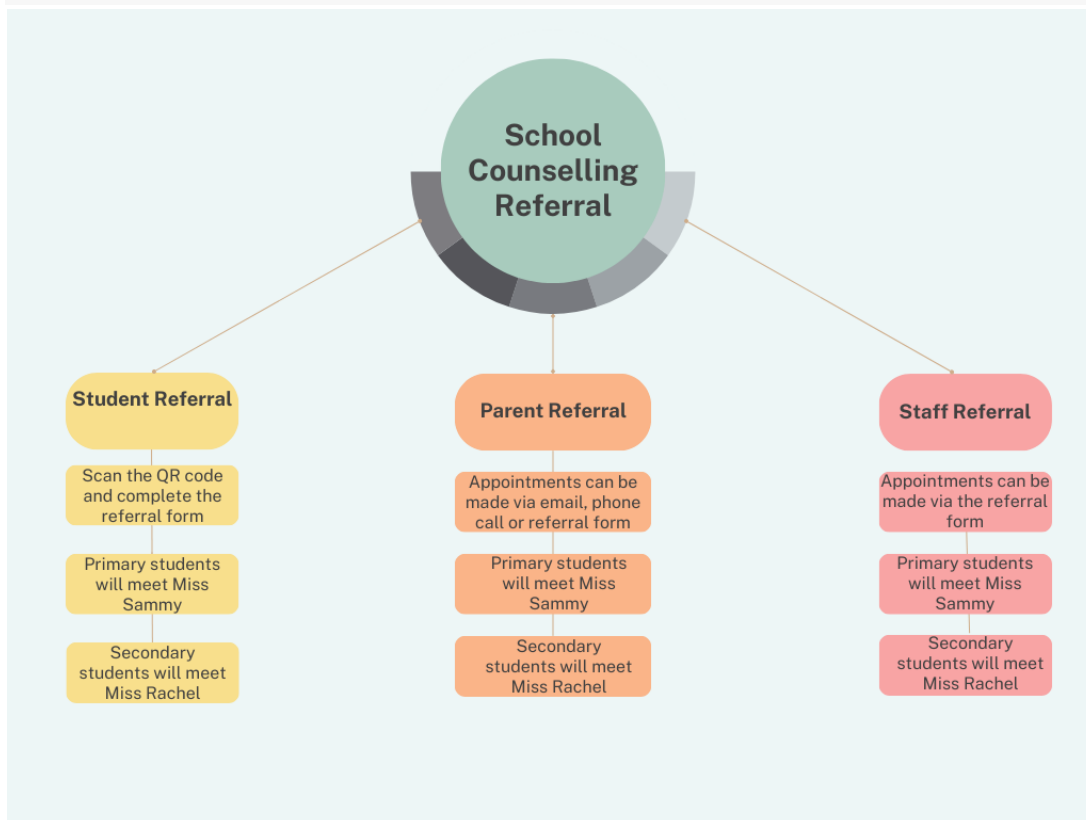 School
Counselling
Referral
Student Referral
Scan the QR code
and complete the
referral form
Primary students
will meet Miss
Sammy
Secondary
students will meet
Miss Rachel
Parent Referral
Appointments can be
made via email, phone
call or referral form
Primary students
will meet Miss
Sammy
Secondary
students will meet
Miss Rachel
Staff Referral
Appointments can be
made via the referral
form
Primary students
will meet Miss
Sammy
Secondary
students will meet
Miss Rachel